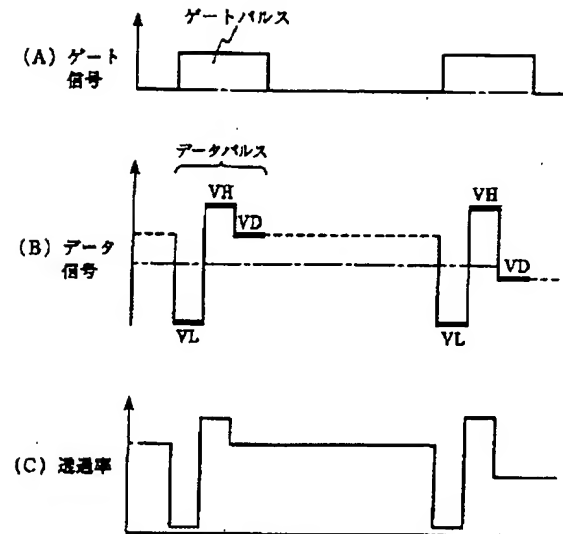 ゲートパルス
(A) ゲート
信号
データパルス
VH
VH
VD
(B) データ
信号
VD
VL
VL
(C) 透過率